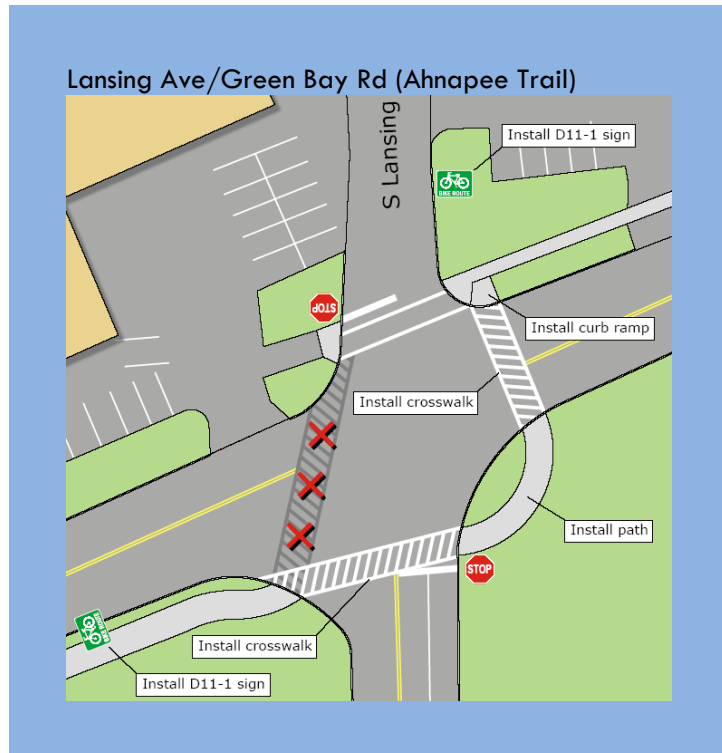 Lansing Ave/Green Bay Rd (Ahnapee Trail)
S Lansing
Install D11-1 sign
BIKE ROUTE
STOP
Install curb ramp
Install crosswalk
Install path
STOP
BIKE ROUTE
Install crosswalk
Install D11-1 sign